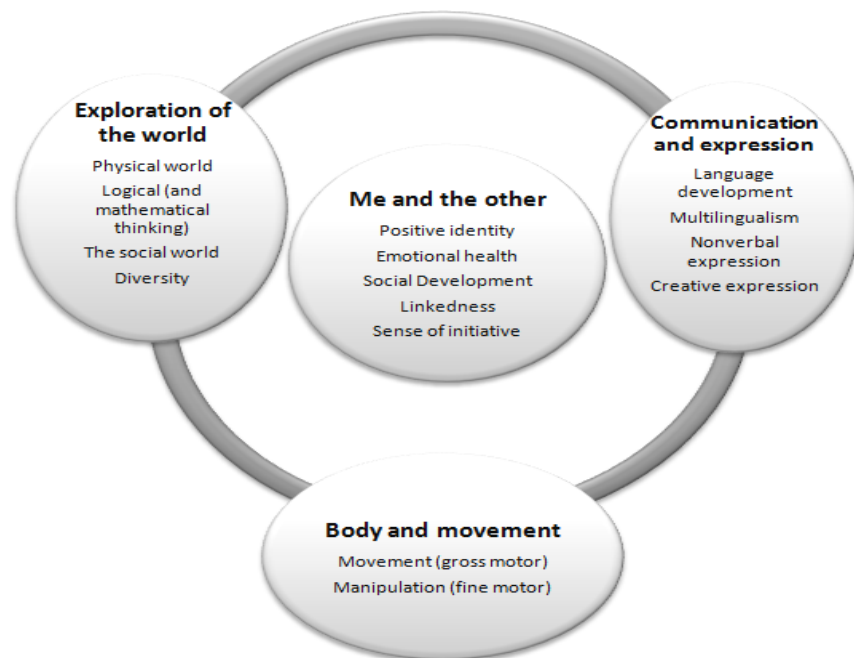 Exploration of
the world
Physical world
Logical (and
mathematical
thinking)
The social world
Diversity
Me and the other
Positive identity
Emotional health
Social Development
Linkedness
Sense of initiative
Communication
and expression
Language
development
Multilingualism
Nonverbal
expression
Creative expression
Body and movement
Movement (gross motor)
Manipulation (fine motor)